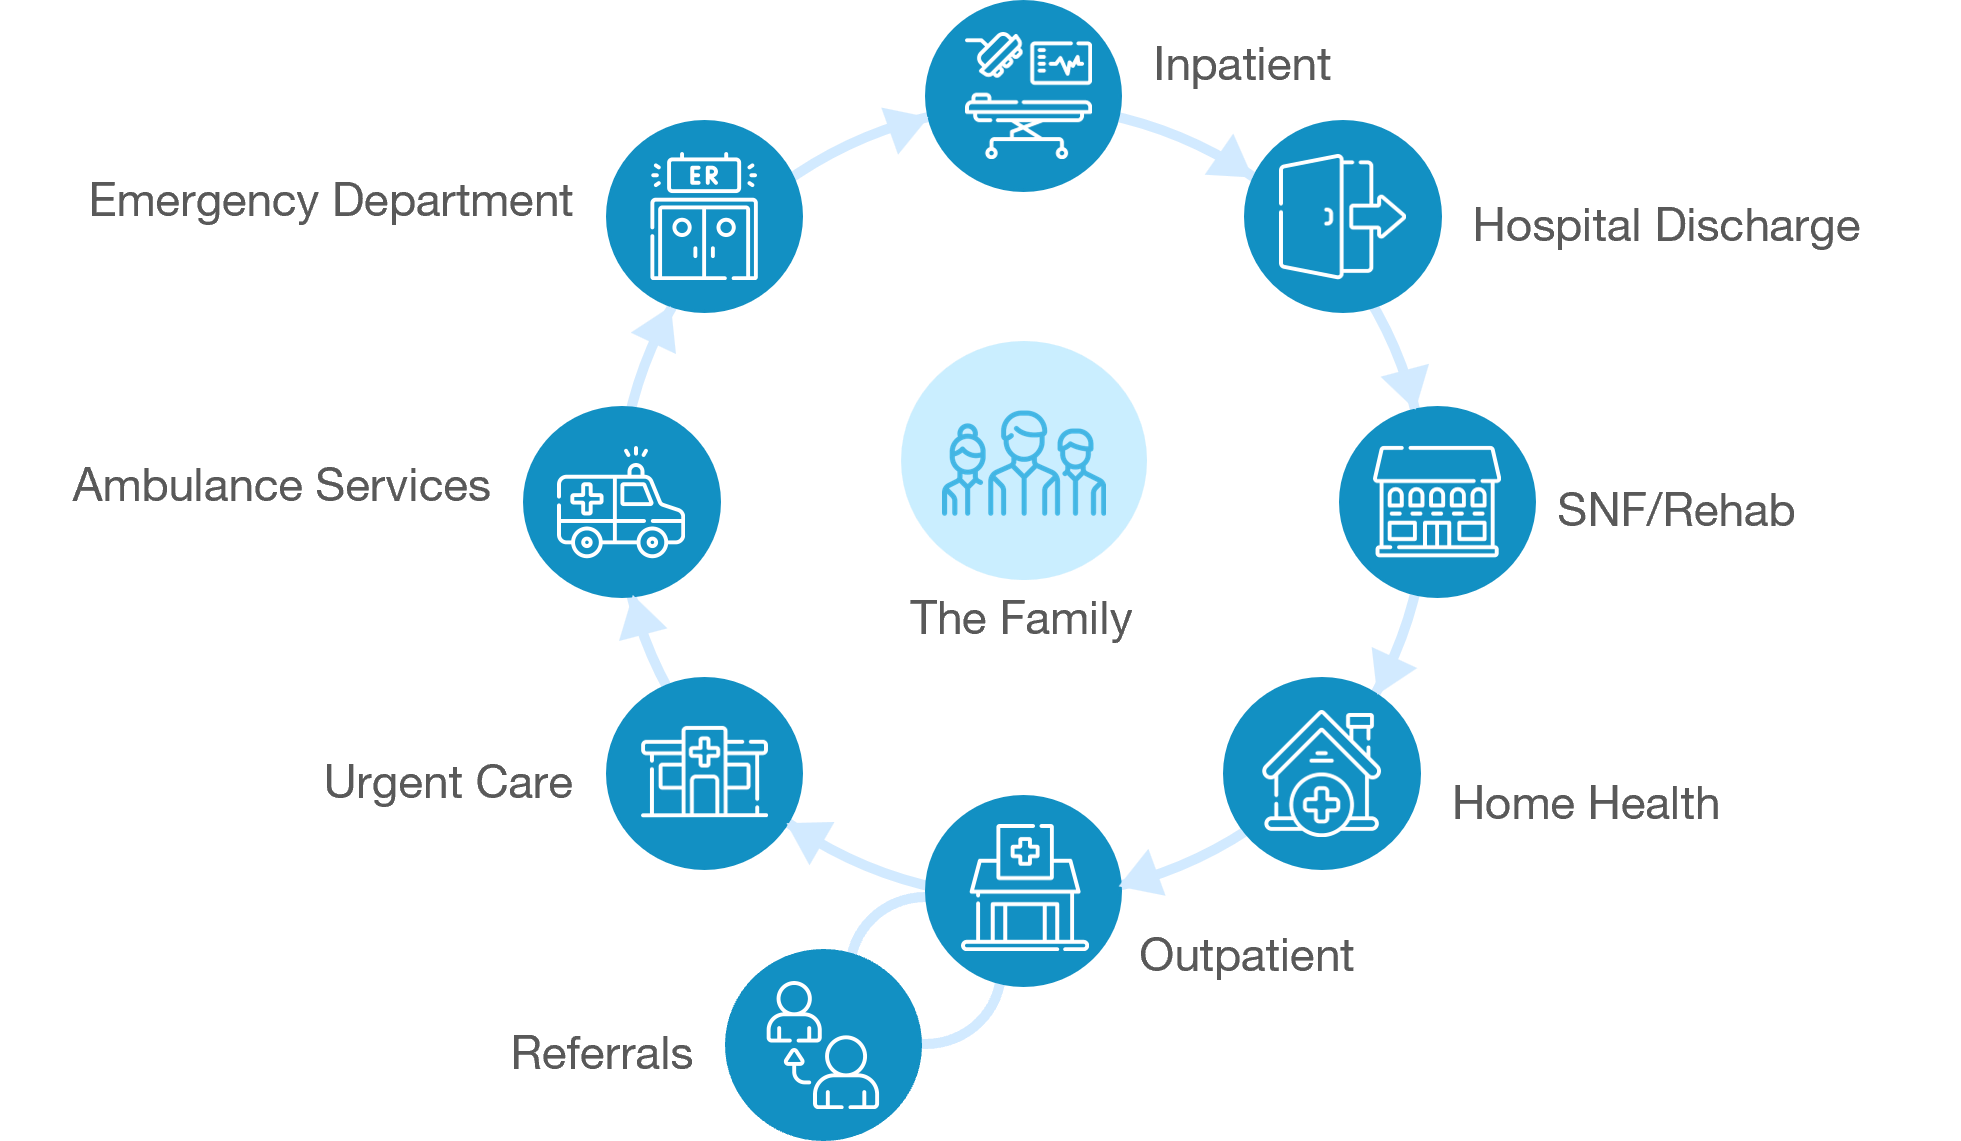 Inpatient
ER
Emergency Department
Hospital Discharge
Ambulance Services
SNF/Rehab
The Family
Urgent Care
Home Health
Outpatient
Referrals